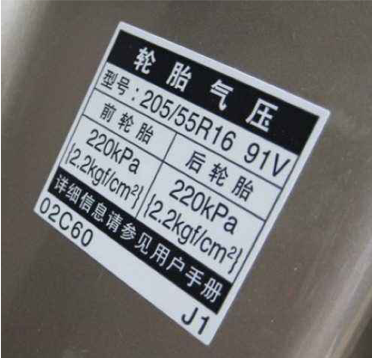 轮胎气压
型号：205/55R16 91V
前轮胎 后轮胎
220kPa 220kPa
{2.2kgf/cm²} {2.2kgf/cm²}
详细信息请参见用户手册
02C60 J1